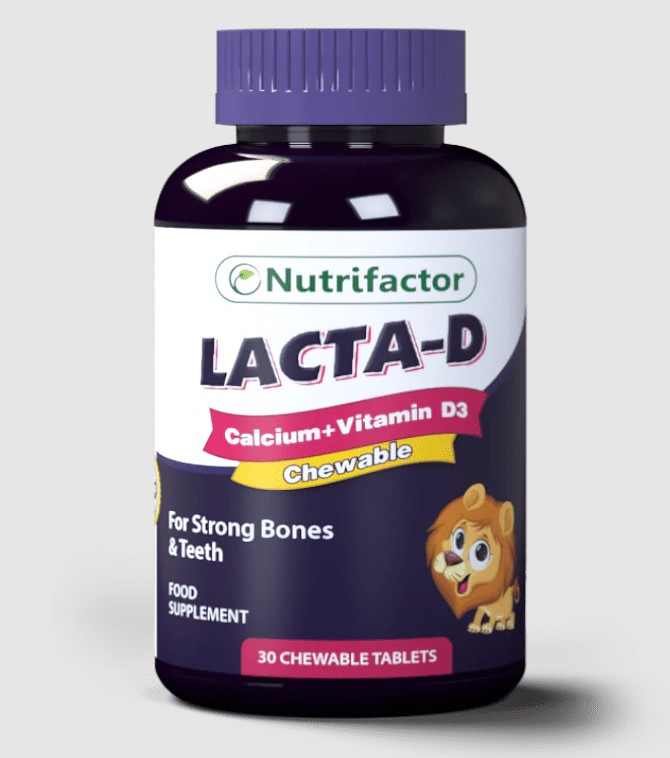 Nutrifactor
LACTA-D
Calcium+Vitamin D3
Chewable
For Strong Bones
& Teeth
FOOD
SUPPLEMENT
30 CHEWABLE TABLETS